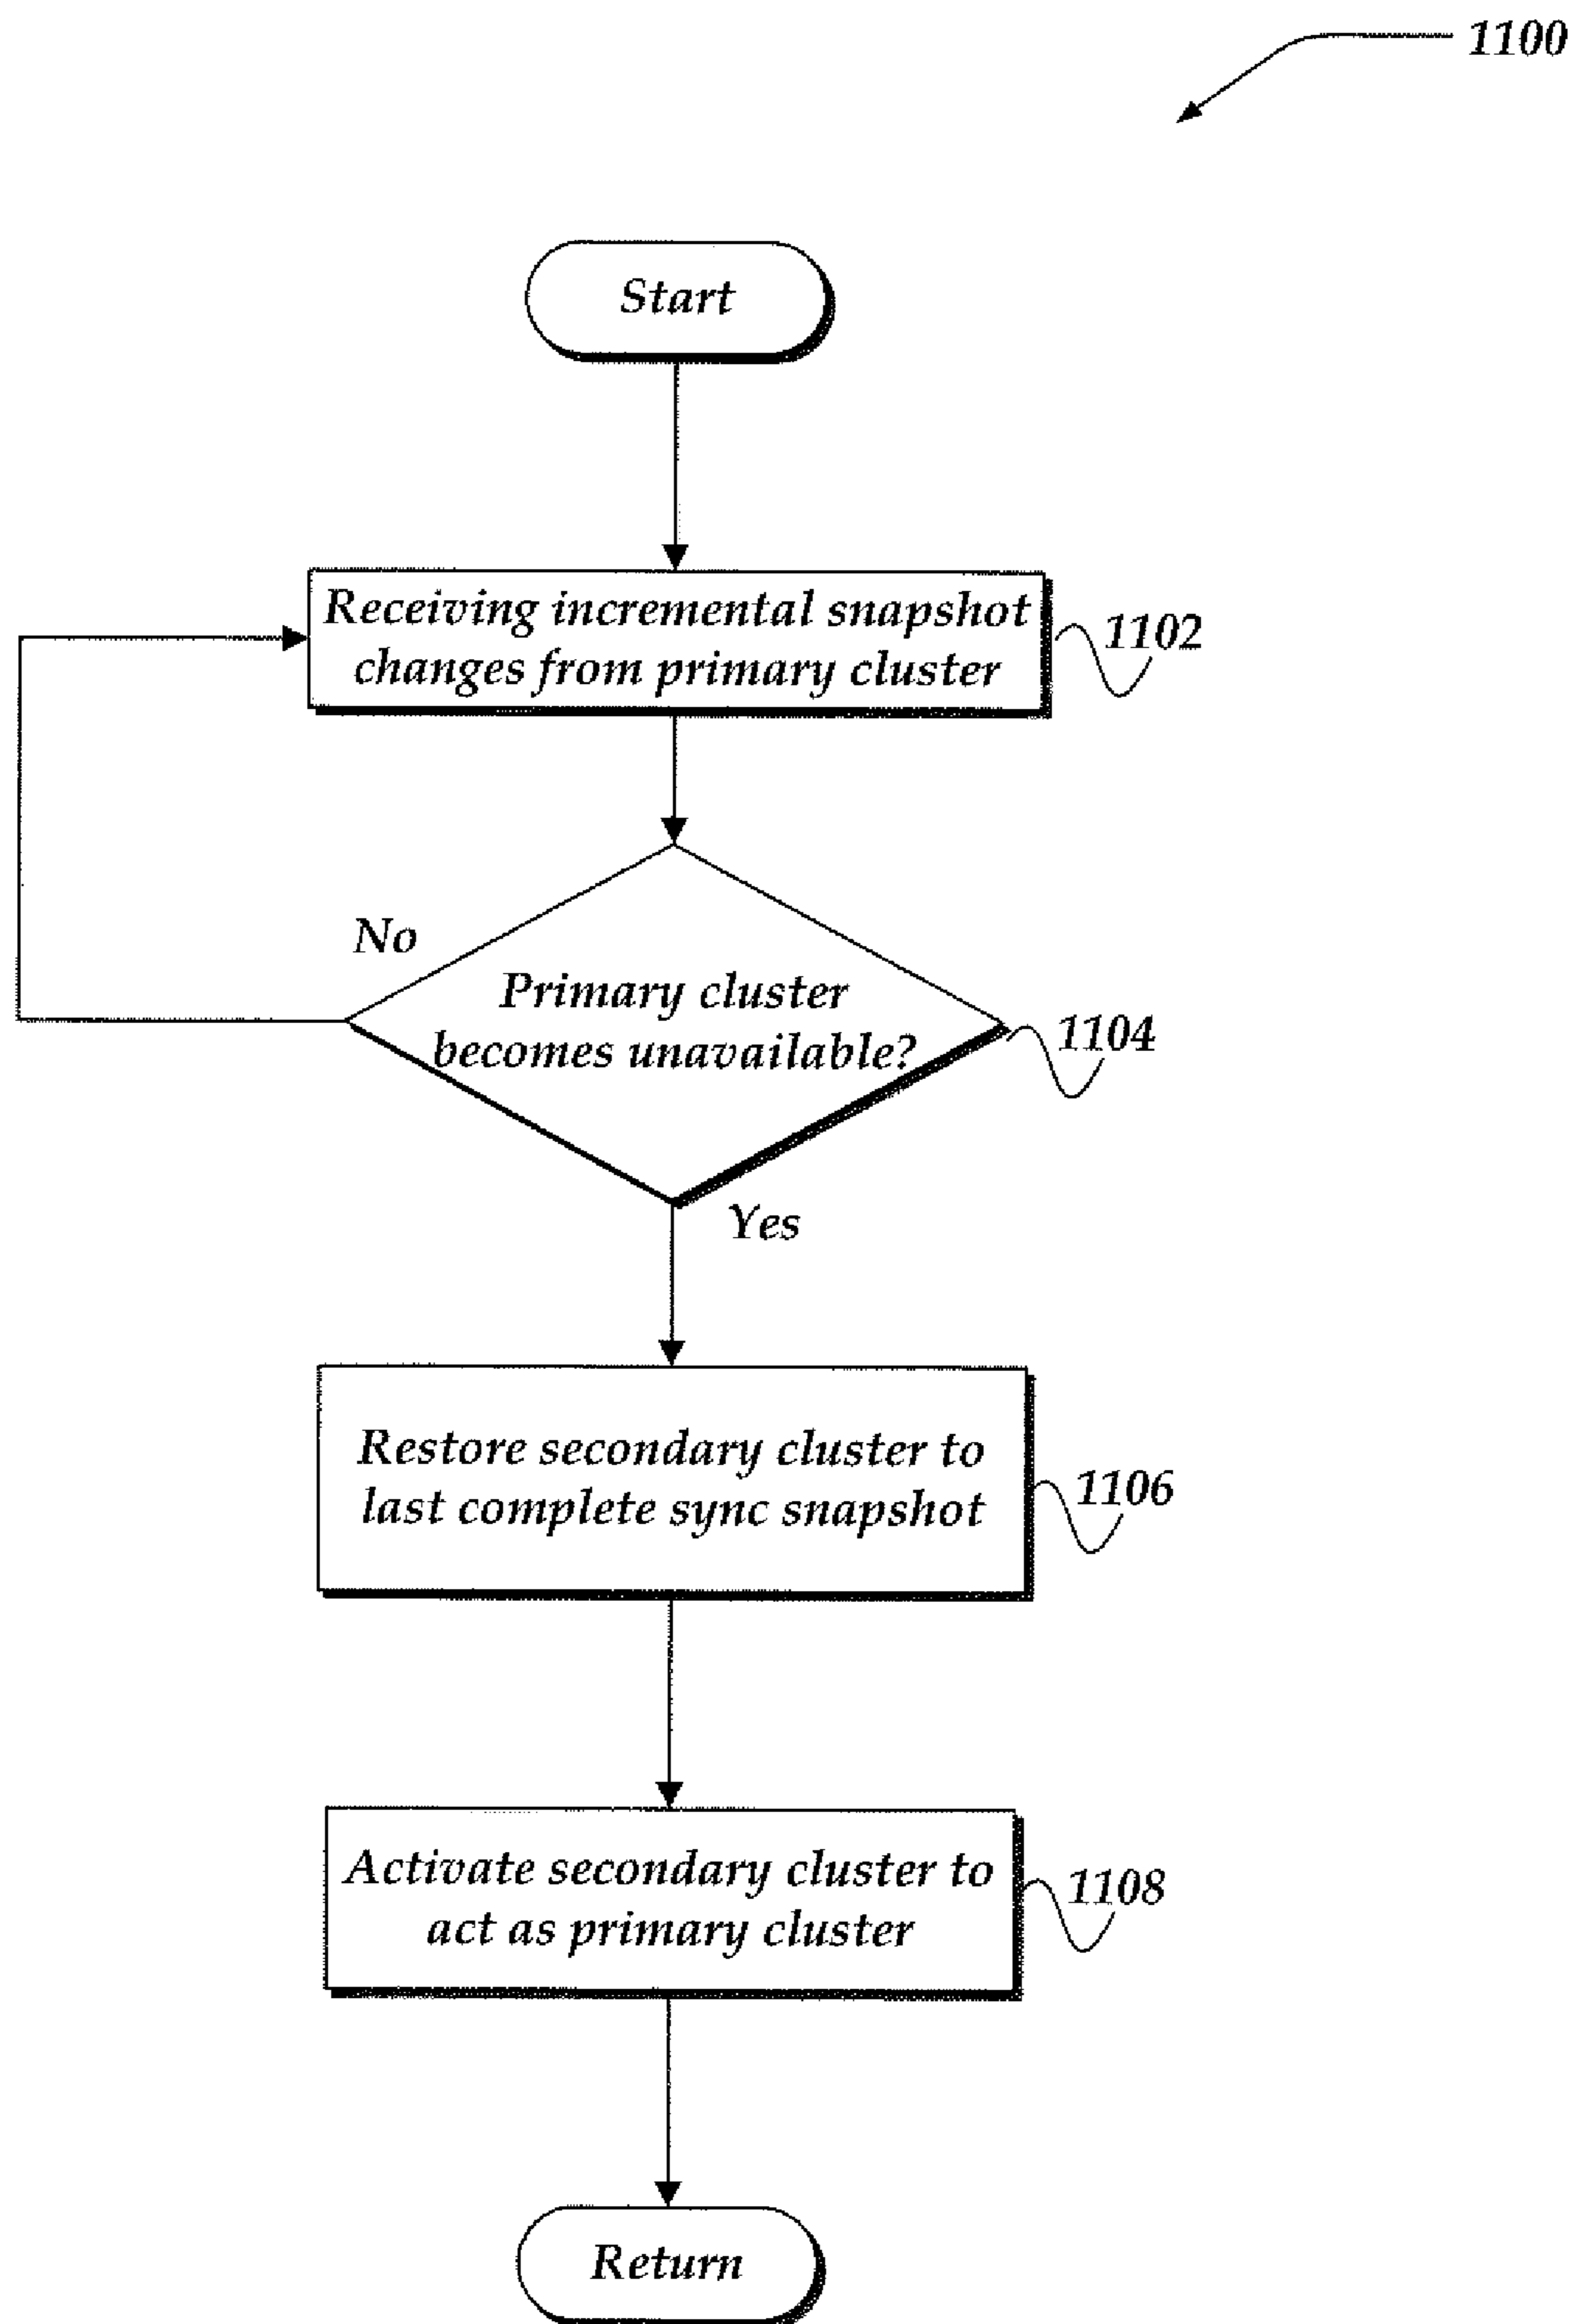 1100
Start
Receiving incremental snapshot
changes from primary cluster
1102
No
Primary cluster
becomes unavailable?
1104
Yes
Restore secondary cluster to
last complete sync snapshot
1106
Activate secondary cluster to
act as primary cluster
1108
Return